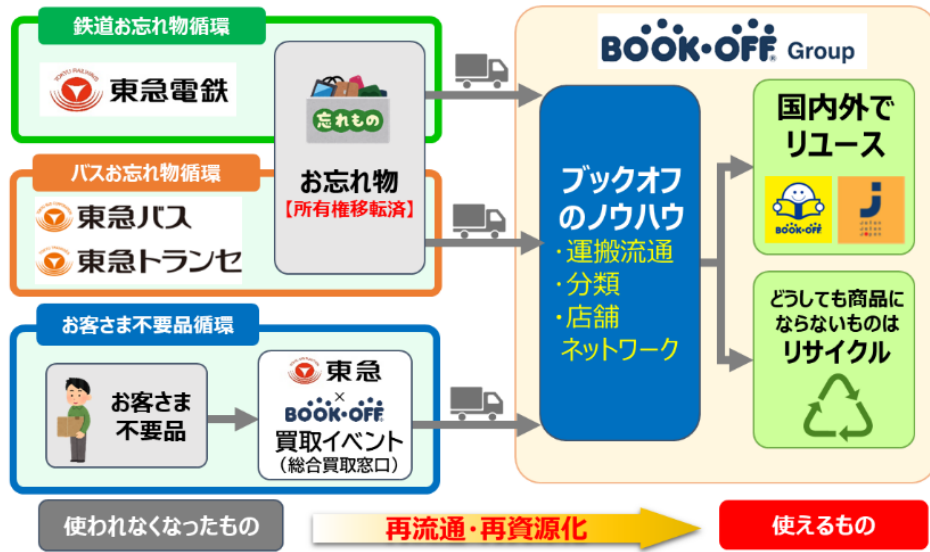 鉄道お忘れ物循環
東急電鉄
忘れもの
お忘れ物
【所有権移転済】
バスお忘れ物循環
東急バス
東急トランセ
お客さま不要品循環
お客さま
不要品
東急
×
BOOK・OFF
買取イベント
（総合買取窓口）
BOOK・OFF Group
ブックオフ
のノウハウ
・運搬流通
・分類
・店舗
ネットワーク
国内外で
リユース
BOOK・OFF
J
JALAN
JALAN
JAPAN
どうしても商品に
ならないものは
リサイクル
使われなくなったもの
再流通・再資源化
使えるもの